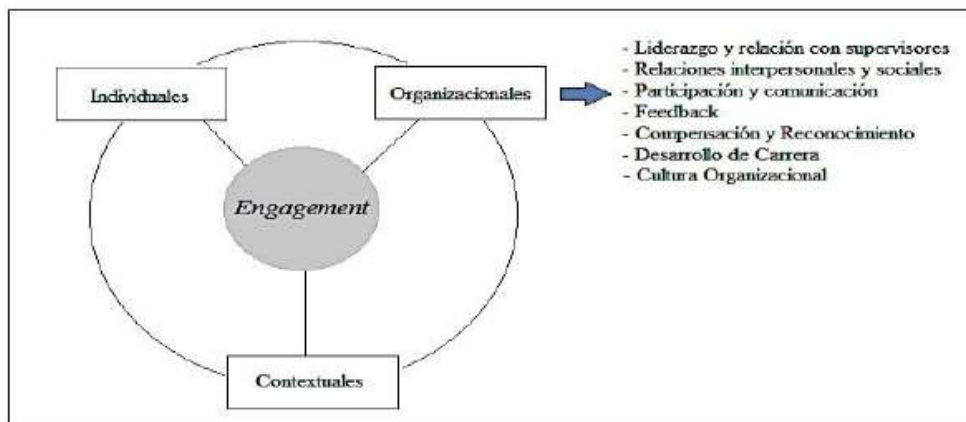 Individuales
Organizacionales
Engagement
Contextuales
- Liderazgo y relación con supervisores
- Relaciones interpersonales y sociales
- Participación y comunicación
- Feedback
- Compensación y Reconocimiento
- Desarrollo de Carrera
- Cultura Organizacional